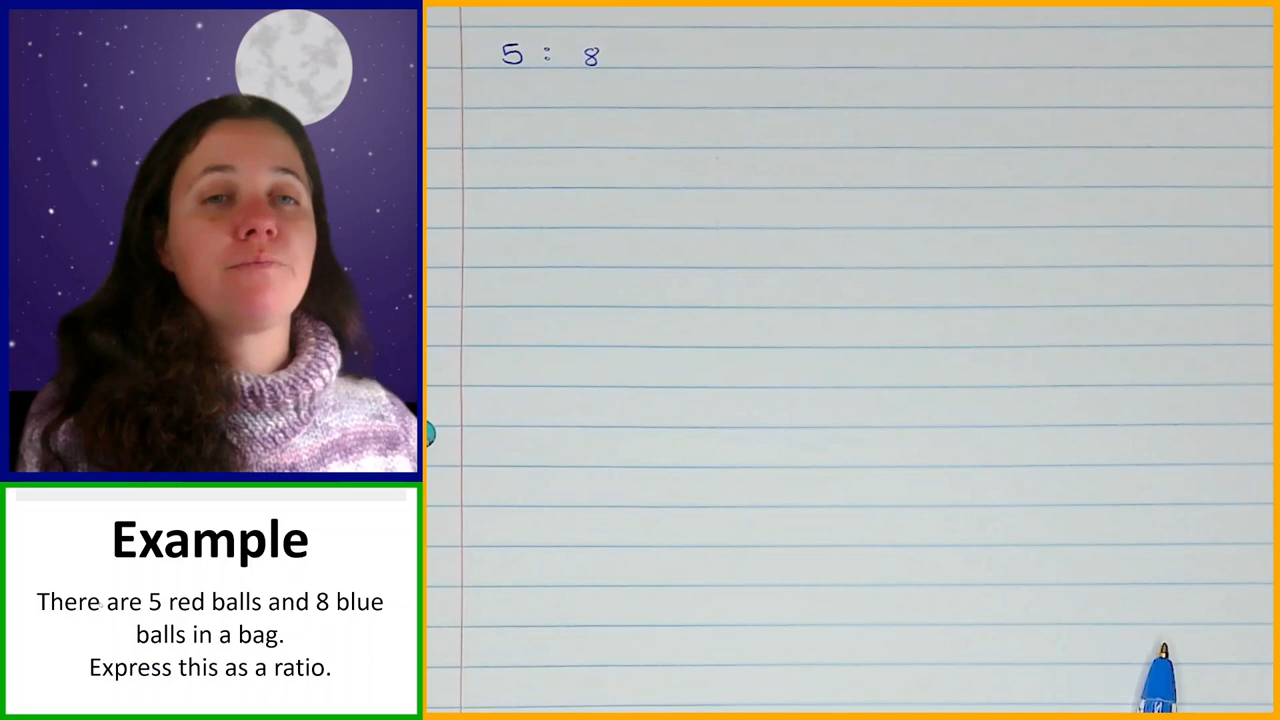 5 : 8
Example
There are 5 red balls and 8 blue
balls in a bag.
Express this as a ratio.